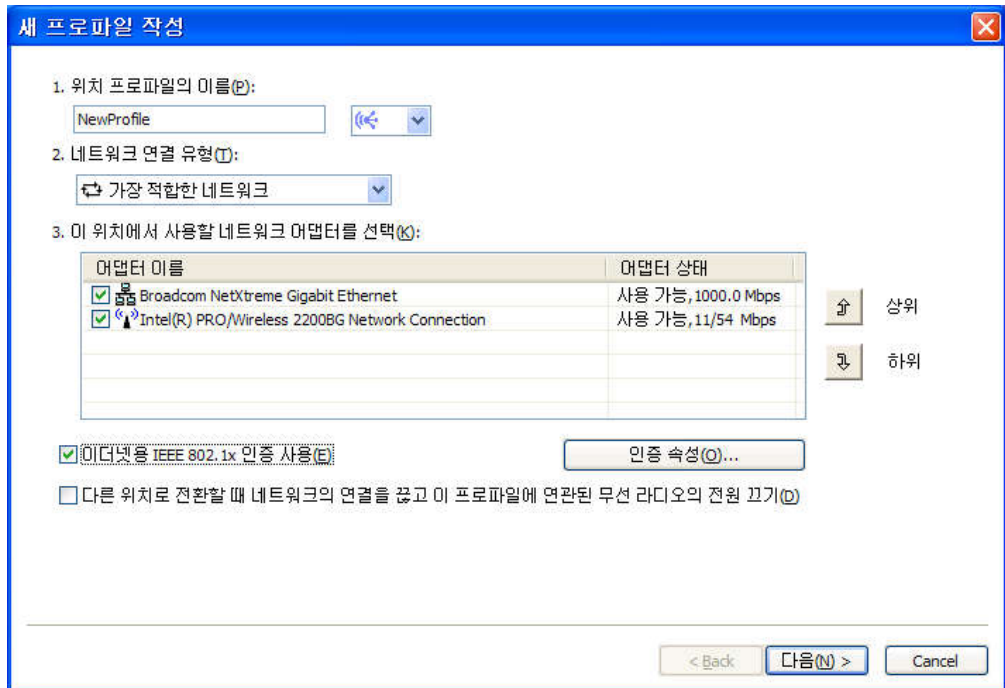 새 프로파일 작성
1. 위치 프로파일의 이름(P):
NewProfile
2. 네트워크 연결 유형(T):
가장 적합한 네트워크
3. 이 위치에서 사용할 네트워크 어댑터를 선택(K):
어댑터 이름 어댑터 상태
Broadcom NetXtreme Gigabit Ethernet 사용 가능,1000.0 Mbps
Intel(R) PRO/Wireless 2200BG Network Connection 사용 가능,11/54 Mbps
상위
하위
이더넷용 IEEE 802.1x 인증 사용(E) 인증 속성(O)...
다른 위치로 전환할 때 네트워크의 연결을 끊고 이 프로파일에 연관된 무선 라디오의 전원 끄기(D)
< Back 다음(N) > Cancel